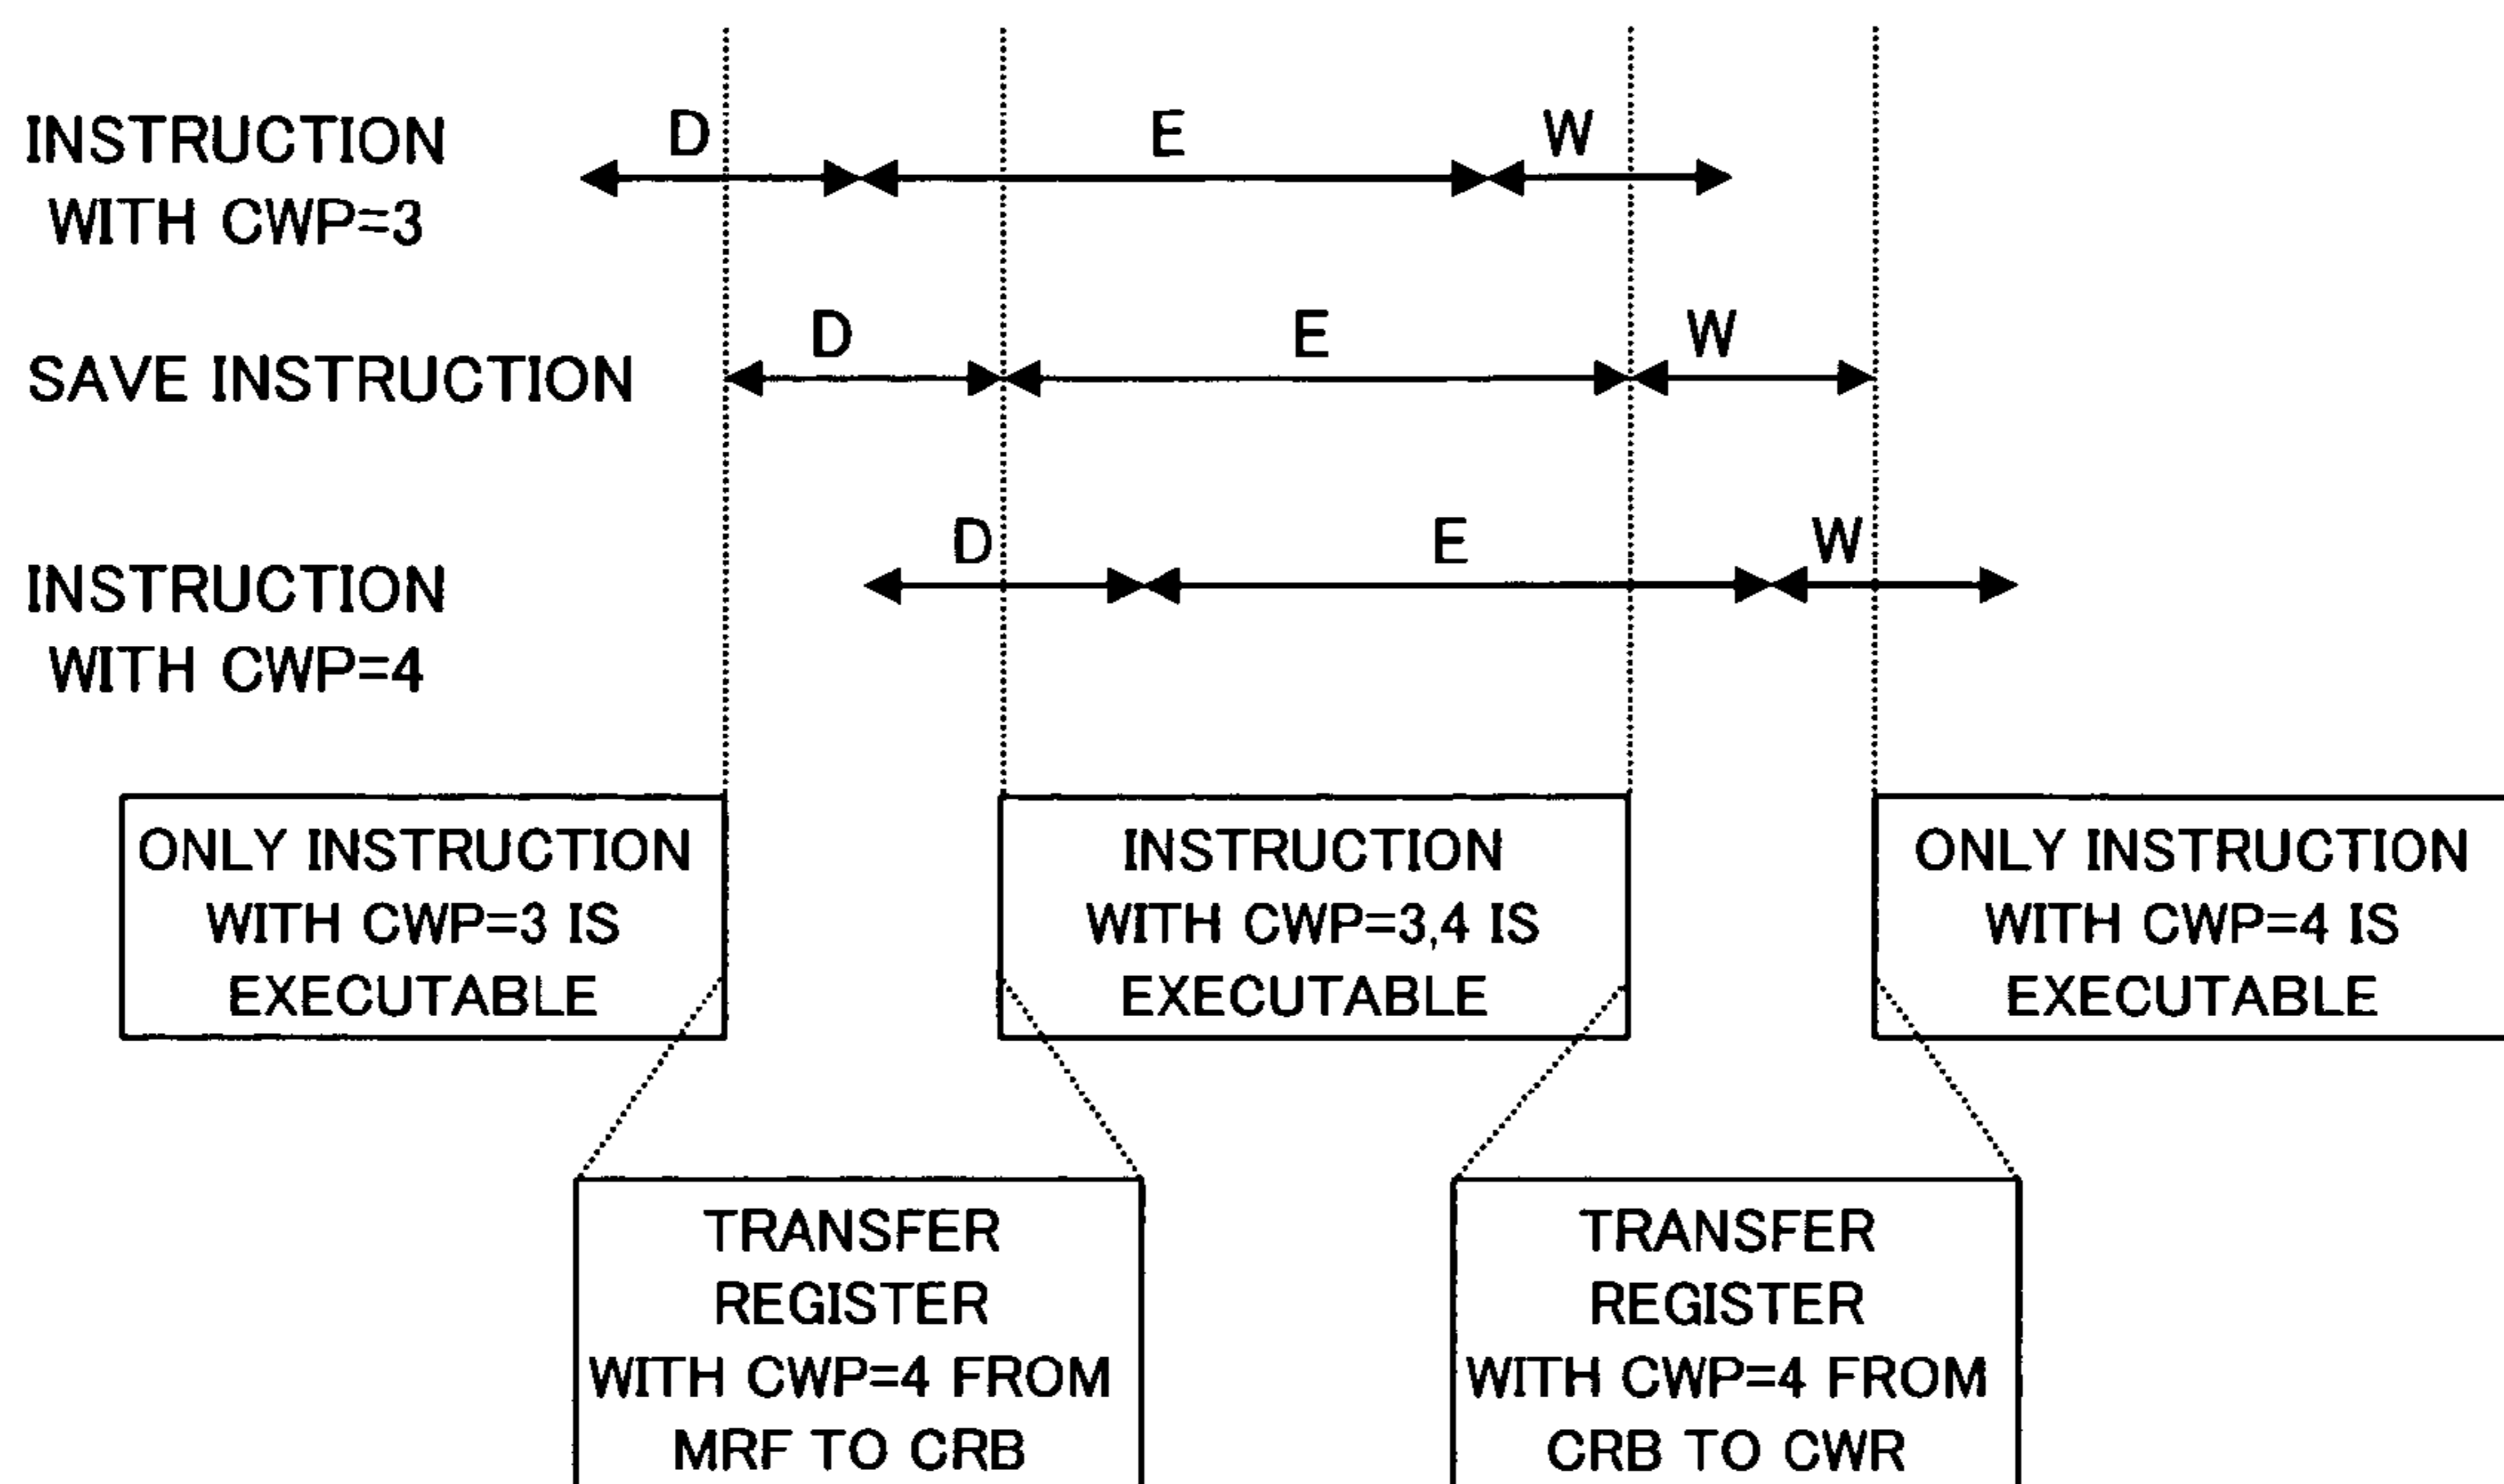 D E W
INSTRUCTION
WITH CWP=3
D E W
SAVE INSTRUCTION
D E W
INSTRUCTION
WITH CWP=4
ONLY INSTRUCTION
WITH CWP=3 IS
EXECUTABLE
INSTRUCTION
WITH CWP=3,4 IS
EXECUTABLE
ONLY INSTRUCTION
WITH CWP=4 IS
EXECUTABLE
TRANSFER
REGISTER
WITH CWP=4 FROM
MRF TO CRB
TRANSFER
REGISTER
WITH CWP=4 FROM
CRB TO CWR